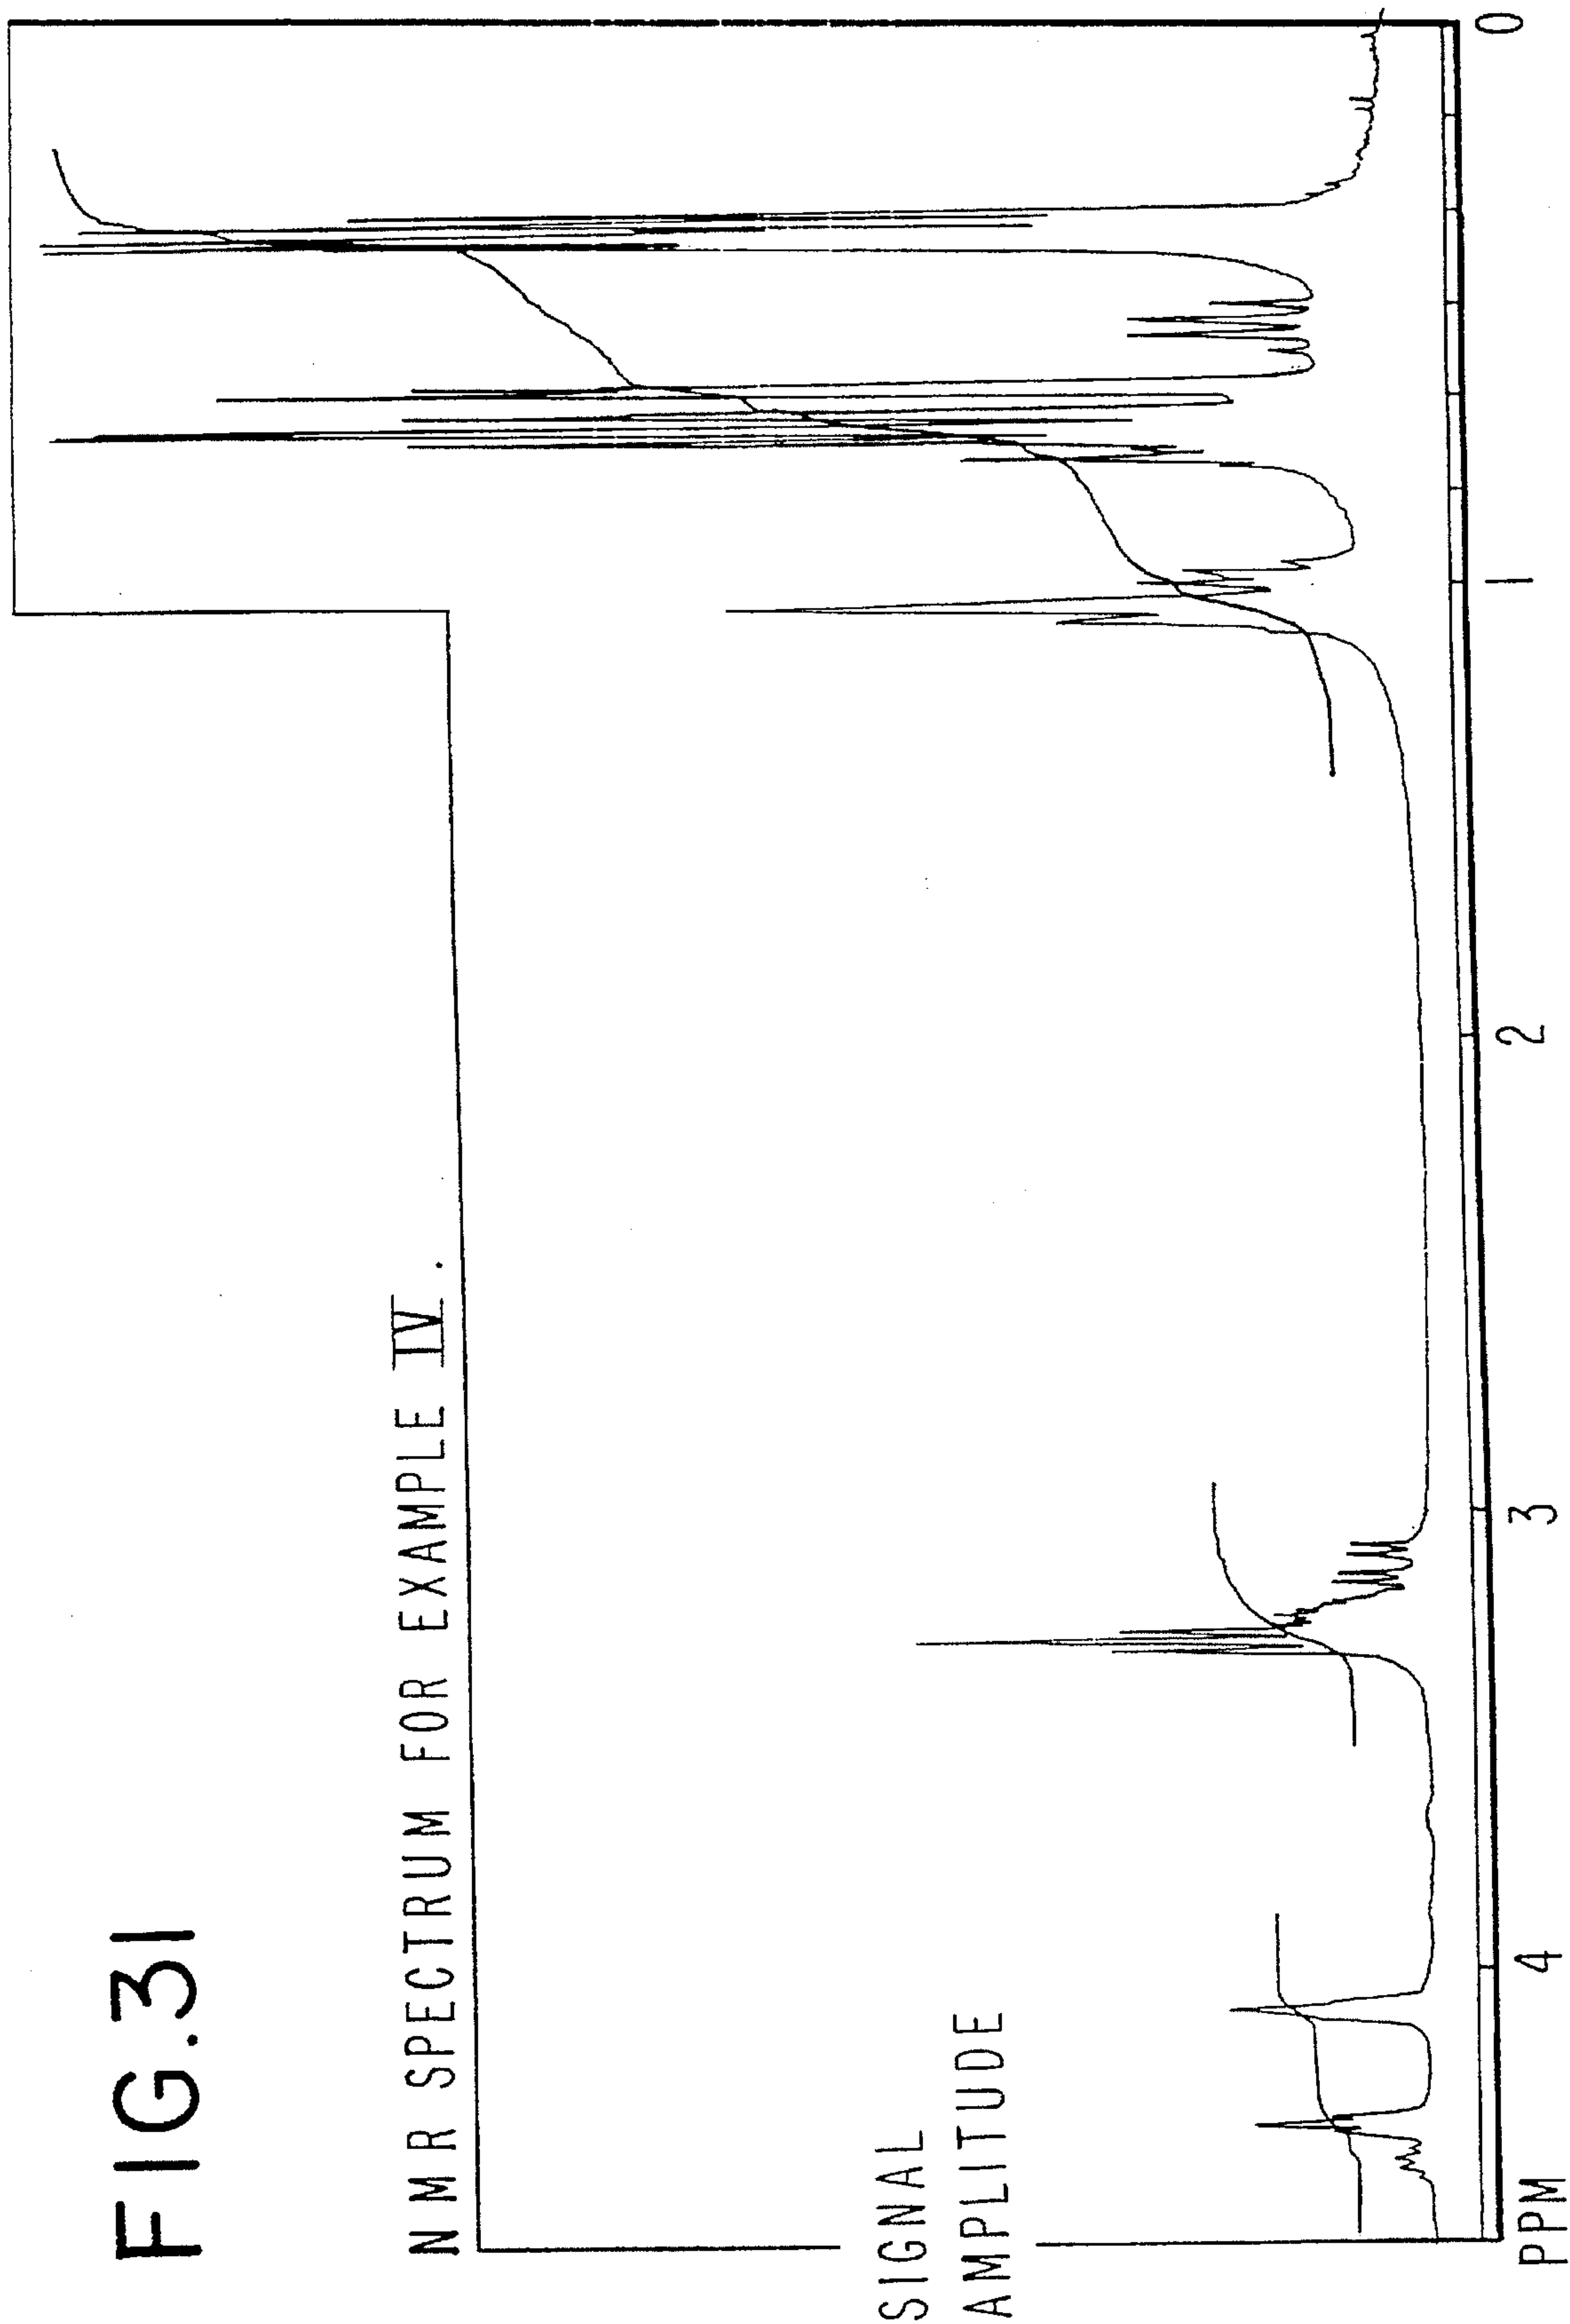 FIG.31
NMR SPECTRUM FOR EXAMPLE IV.
SIGNAL
AMPLITUDE
PPM 4 3 2 1 0